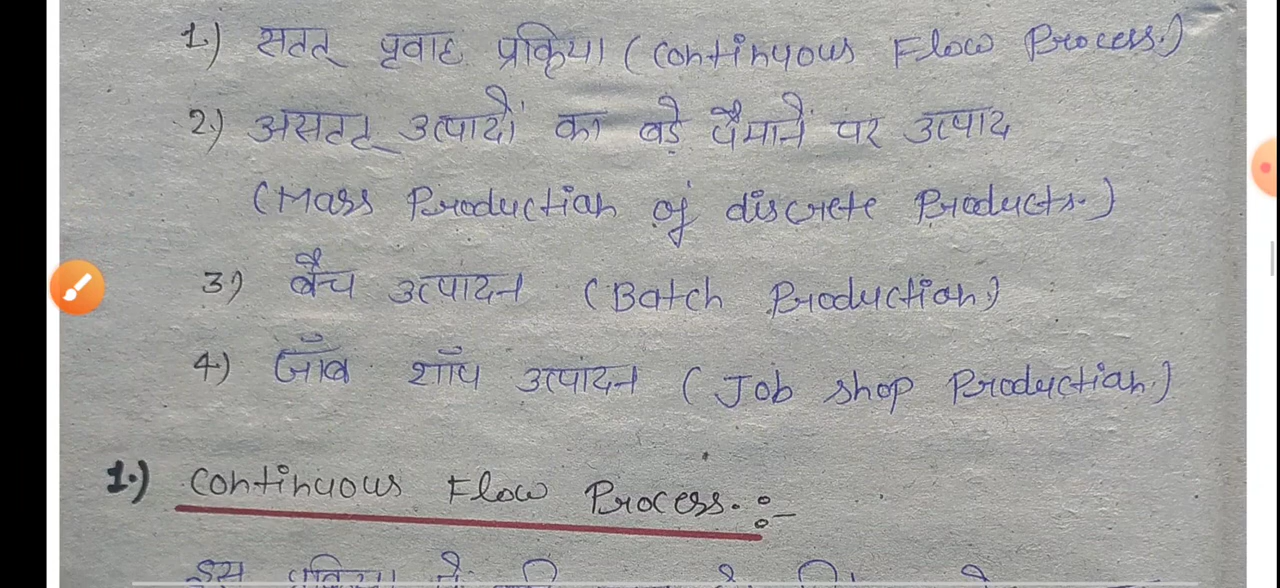 1.) सतत् प्रवाह प्रक्रिया (Continuous Flow Process.)
2.) असतत् उत्पादों का बड़े पैमाने पर उत्पाद
(Mass Production of discrete Products.)
3.) बैच उत्पादन (Batch Production.)
4.) जॉब शॉप उत्पादन (Job shop Production.)
1.) Continuous Flow Process. :-
इस